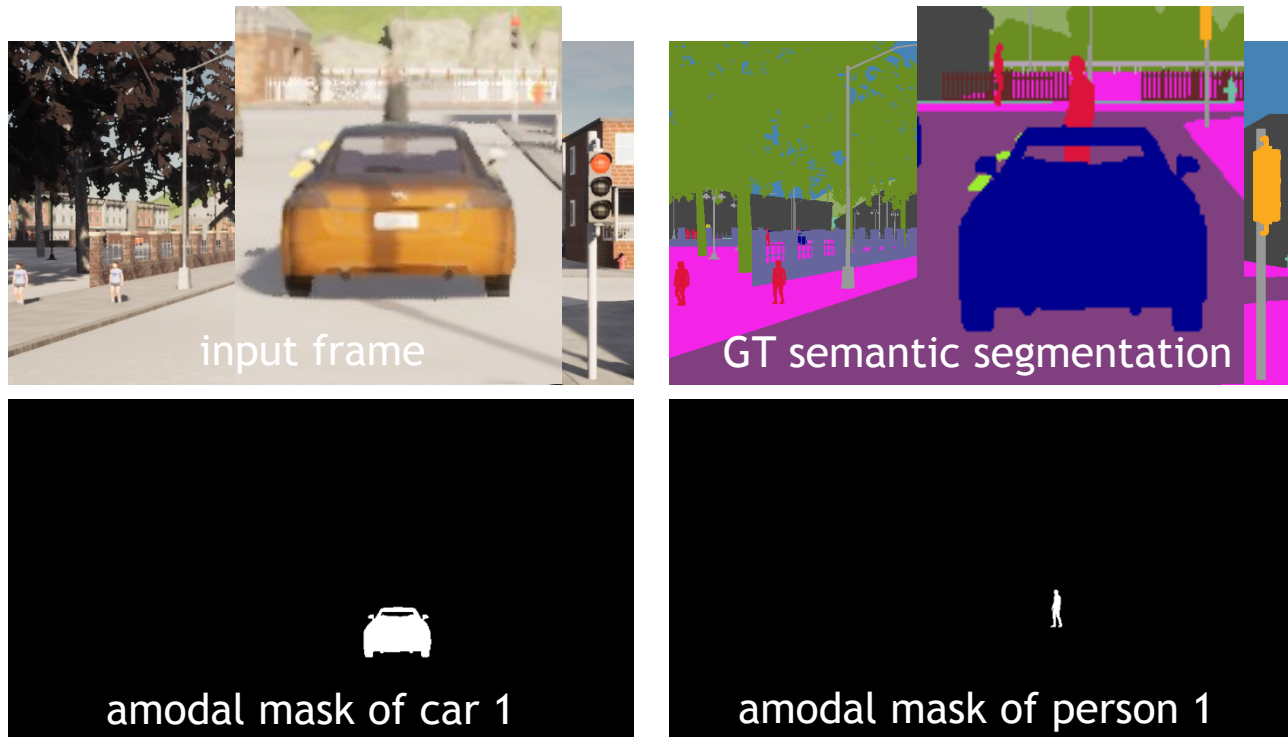 input frame
GT semantic segmentation
amodal mask of car 1
amodal mask of person 1